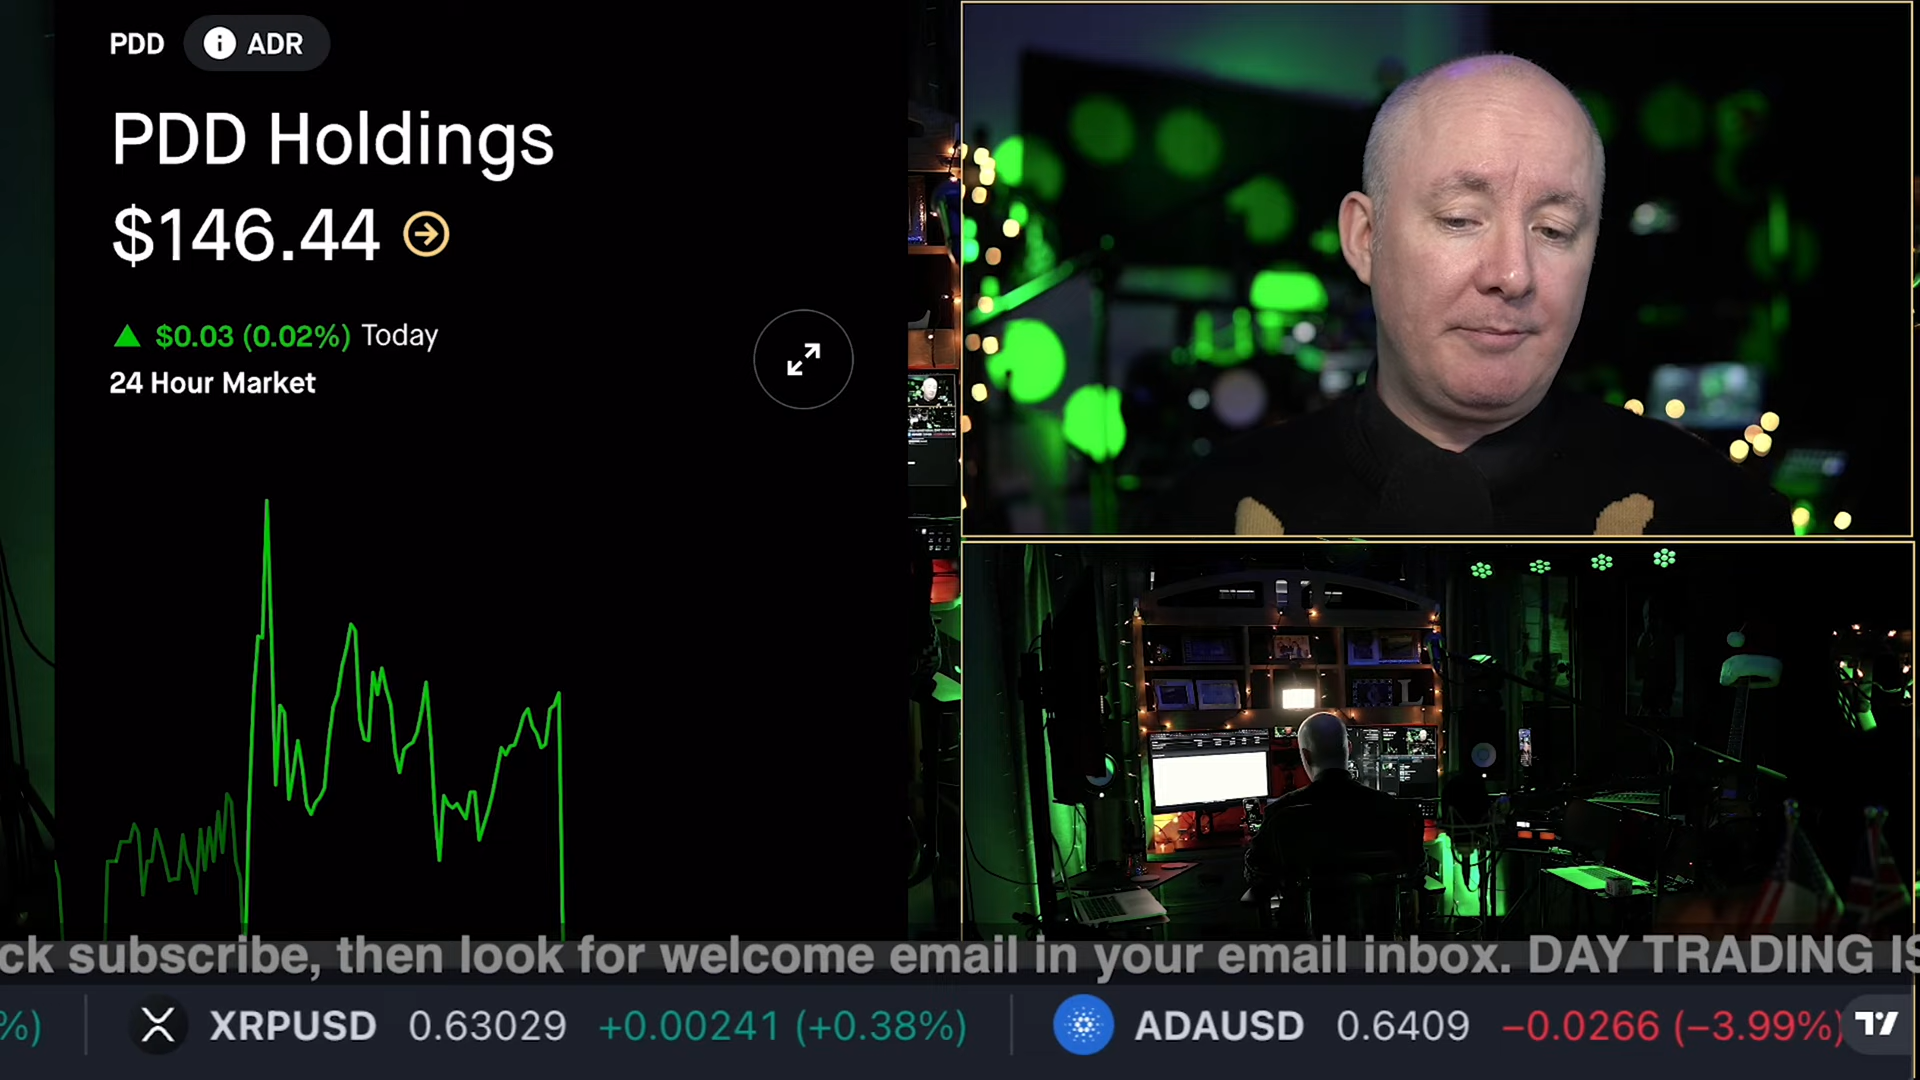 PDD ADR
PDD Holdings
$146.44
$0.03 (0.02%) Today
24 Hour Market
ck subscribe, then look for welcome email in your email inbox. DAY TRADING IS
%) XRPUSD 0.63029 +0.00241 (+0.38%) ADAUSD 0.6409 −0.0266 (−3.99%)
L